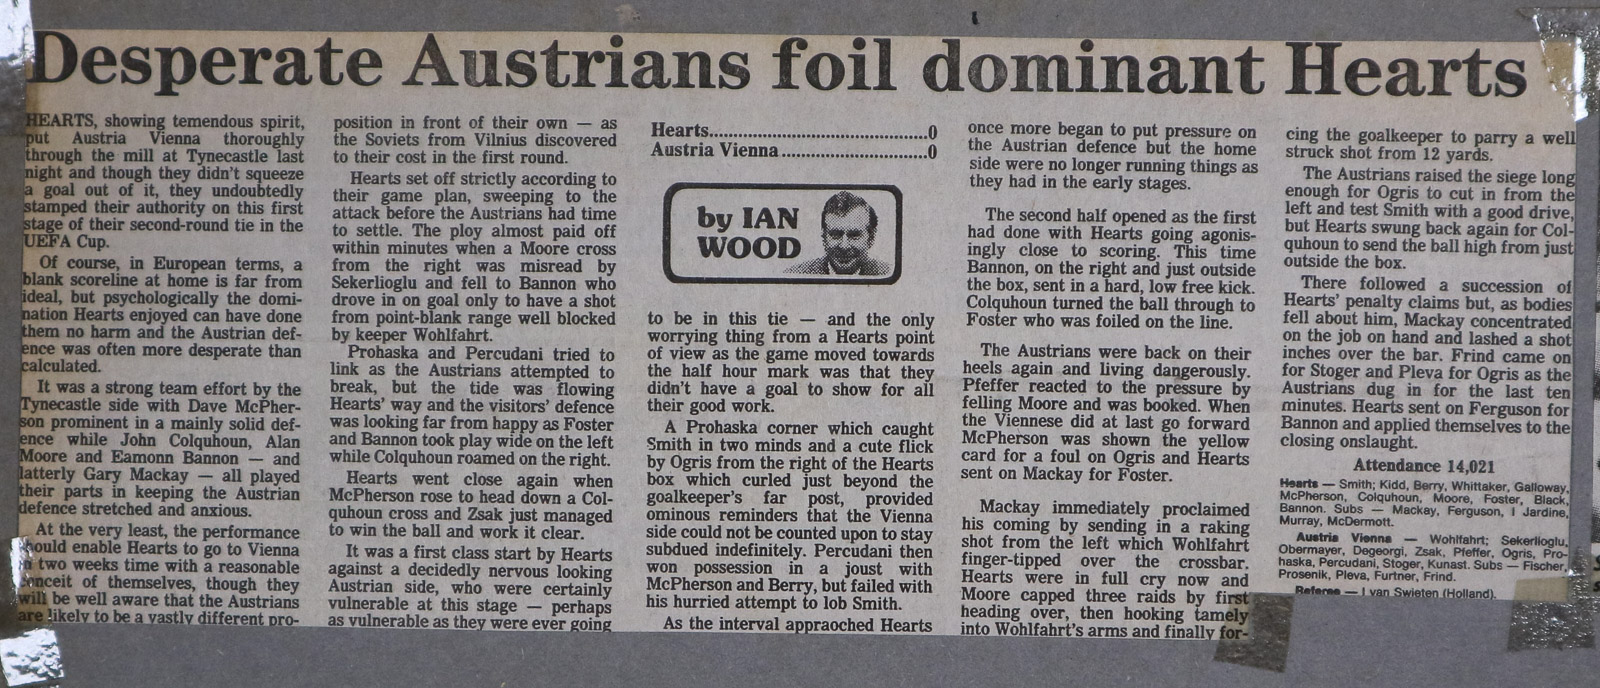 Desperate Austrians foil dominant Hearts
HEARTS, showing temendous spirit,
put Austria Vienna thoroughly
through the mill at Tynecastle last
night and though they didn't squeeze
a goal out of it, they undoubtedly
stamped their authority on this first
stage of their second-round tie in the
UEFA Cup.
Of course, in European terms, a
blank scoreline at home is far from
ideal, but psychologically the domi-
nation Hearts enjoyed can have done
them no harm and the Austrian def-
ence was often more desperate than
calculated.
It was a strong team effort by the
Tynecastle side with Dave McPher-
son prominent in a mainly solid def-
ence while John Colquhoun, Alan
Moore and Eamonn Bannon — and
latterly Gary Mackay — all played
their parts in keeping the Austrian
defence stretched and anxious.
At the very least, the performance
should enable Hearts to go to Vienna
in two weeks time with a reasonable
conceit of themselves, though they
will be well aware that the Austrians
are likely to be a vastly different pro-
position in front of their own — as
the Soviets from Vilnius discovered
to their cost in the first round.
Hearts set off strictly according to
their game plan, sweeping to the
attack before the Austrians had time
to settle. The ploy almost paid off
within minutes when a Moore cross
from the right was misread by
Sekerlioglu and fell to Bannon who
drove in on goal only to have a shot
from point-blank range well blocked
by keeper Wohlfahrt.
Prohaska and Percudani tried to
link as the Austrians attempted to
break, but the tide was flowing
Hearts' way and the visitors' defence
was looking far from happy as Foster
and Bannon took play wide on the left
while Colquhoun roamed on the right.
Hearts went close again when
McPherson rose to head down a Col-
quhoun cross and Zsak just managed
to win the ball and work it clear.
It was a first class start by Hearts
against a decidedly nervous looking
Austrian side, who were certainly
vulnerable at this stage — perhaps
as vulnerable as they were ever going
Hearts..............................0
Austria Vienna....................0
by IAN
WOOD
to be in this tie — and the only
worrying thing from a Hearts point
of view as the game moved towards
the half hour mark was that they
didn't have a goal to show for all
their good work.
A Prohaska corner which caught
Smith in two minds and a cute flick
by Ogris from the right of the Hearts
box which curled just beyond the
goalkeeper's far post, provided
ominous reminders that the Vienna
side could not be counted upon to stay
subdued indefinitely. Percudani then
won possession in a joust with
McPherson and Berry, but failed with
his hurried attempt to lob Smith.
As the interval appraoched Hearts
once more began to put pressure on
the Austrian defence but the home
side were no longer running things as
they had in the early stages.
The second half opened as the first
had done with Hearts going agonis-
ingly close to scoring. This time
Bannon, on the right and just outside
the box, sent in a hard, low free kick.
Colquhoun turned the ball through to
Foster who was foiled on the line.
The Austrians were back on their
heels again and living dangerously.
Pfeffer reacted to the pressure by
felling Moore and was booked. When
the Viennese did at last go forward
McPherson was shown the yellow
card for a foul on Ogris and Hearts
sent on Mackay for Foster.
Mackay immediately proclaimed
his coming by sending in a raking
shot from the left which Wohlfahrt
finger-tipped over the crossbar.
Hearts were in full cry now and
Moore capped three raids by first
heading over, then hooking tamely
into Wohlfahrt's arms and finally for-
cing the goalkeeper to parry a well
struck shot from 12 yards.
The Austrians raised the siege long
enough for Ogris to cut in from the
left and test Smith with a good drive,
but Hearts swung back again for Col-
quhoun to send the ball high from just
outside the box.
There followed a succession of
Hearts' penalty claims but, as bodies
fell about him, Mackay concentrated
on the job on hand and lashed a shot
inches over the bar. Frind came on
for Stoger and Pleva for Ogris as the
Austrians dug in for the last ten
minutes. Hearts sent on Ferguson for
Bannon and applied themselves to the
closing onslaught.
Attendance 14,021
Hearts — Smith; Kidd, Berry, Whittaker, Galloway,
McPherson, Colquhoun, Moore, Foster, Black,
Bannon. Subs — Mackay, Ferguson, I Jardine,
Murray, McDermott.
Austria Vienna — Wohlfahrt; Sekerlioglu,
Obermayer, Degeorgi, Zsak, Pfeffer, Ogris, Pro-
haska, Percudani, Stoger, Kunast. Subs — Fischer,
Prosenik, Pleva, Furtner, Frind.
Referee — J van Swieten (Holland).